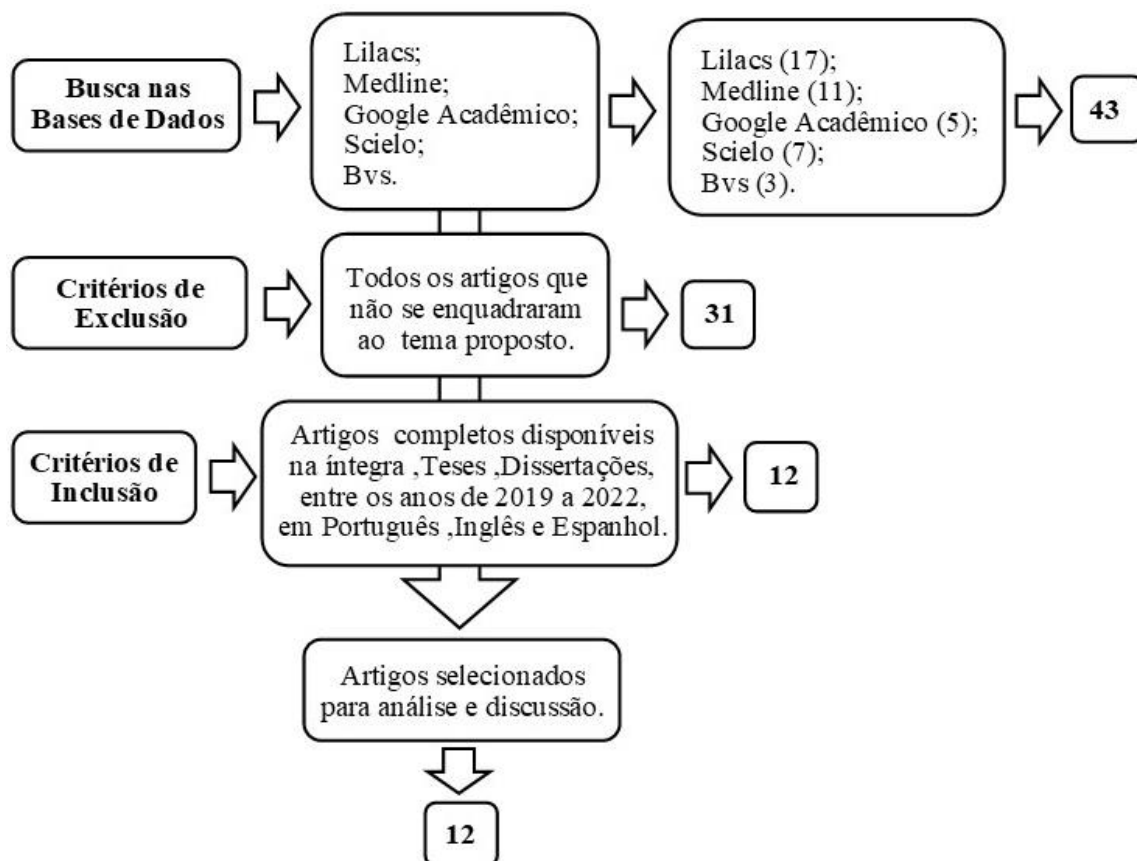 Busca nas
Bases de Dados
Lilacs;
Medline;
Google Acadêmico;
Scielo;
Bvs.
Lilacs (17);
Medline (11);
Google Acadêmico (5);
Scielo (7);
Bvs (3).
43
Critérios de
Exclusão
Todos os artigos que
não se enquadraram
ao tema proposto.
31
Critérios de
Inclusão
Artigos completos disponíveis
na íntegra ,Teses ,Dissertações,
entre os anos de 2019 a 2022,
em Português ,Inglês e Espanhol.
12
Artigos selecionados
para análise e discussão.
12